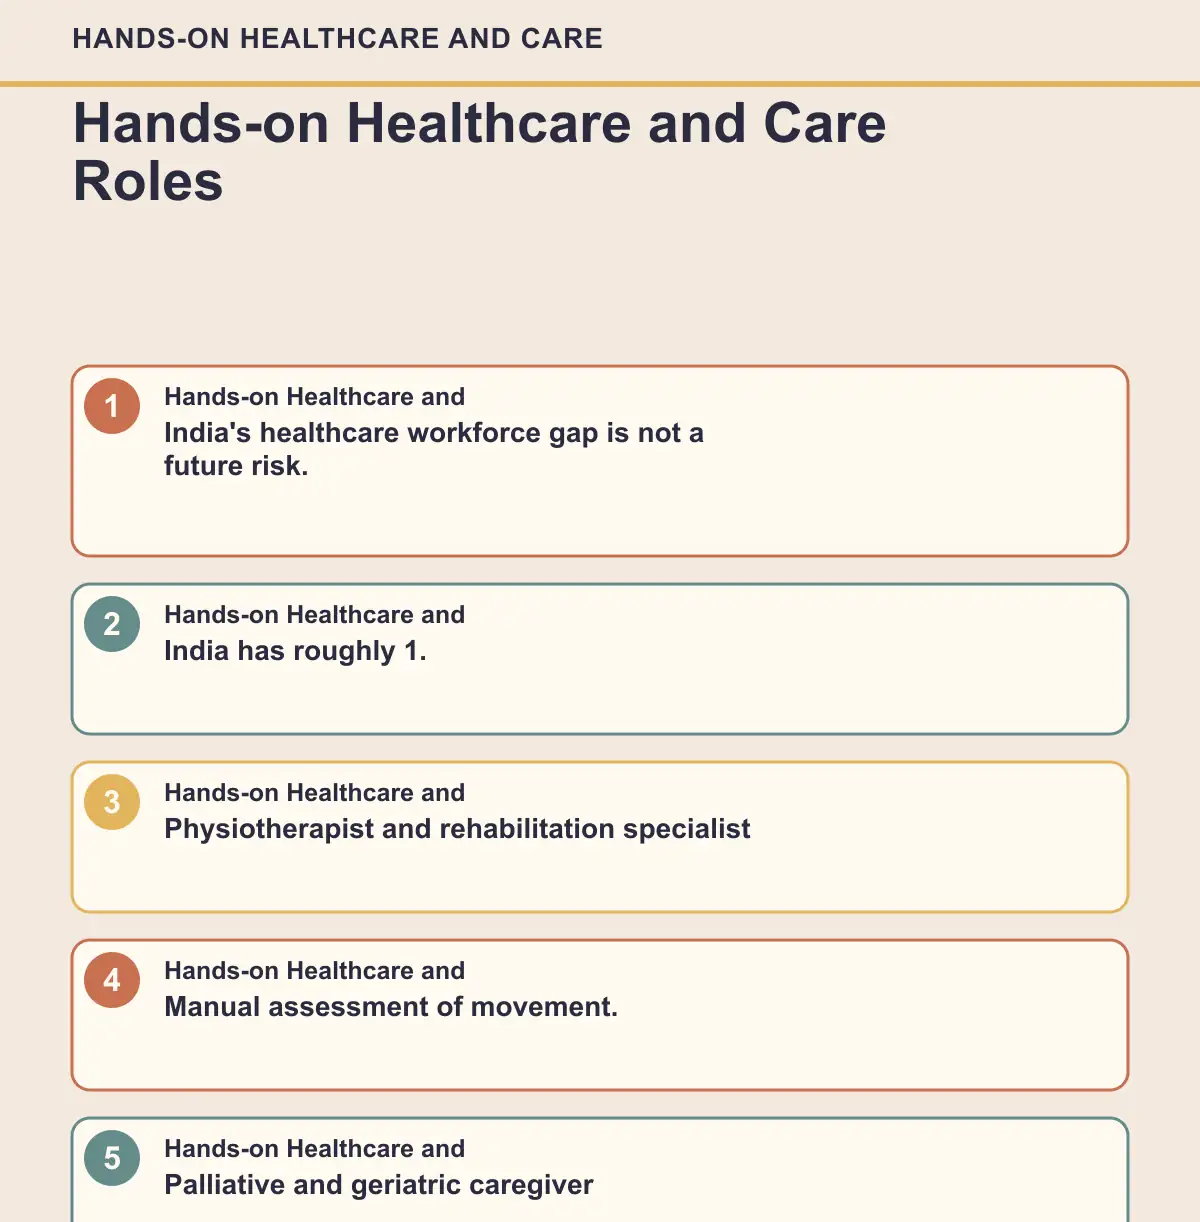 HANDS-ON HEALTHCARE AND CARE
Hands-on Healthcare and Care
Roles
1
Hands-on Healthcare and
India's healthcare workforce gap is not a
future risk.
2
Hands-on Healthcare and
India has roughly 1.
3
Hands-on Healthcare and
Physiotherapist and rehabilitation specialist
4
Hands-on Healthcare and
Manual assessment of movement.
5
Hands-on Healthcare and
Palliative and geriatric caregiver